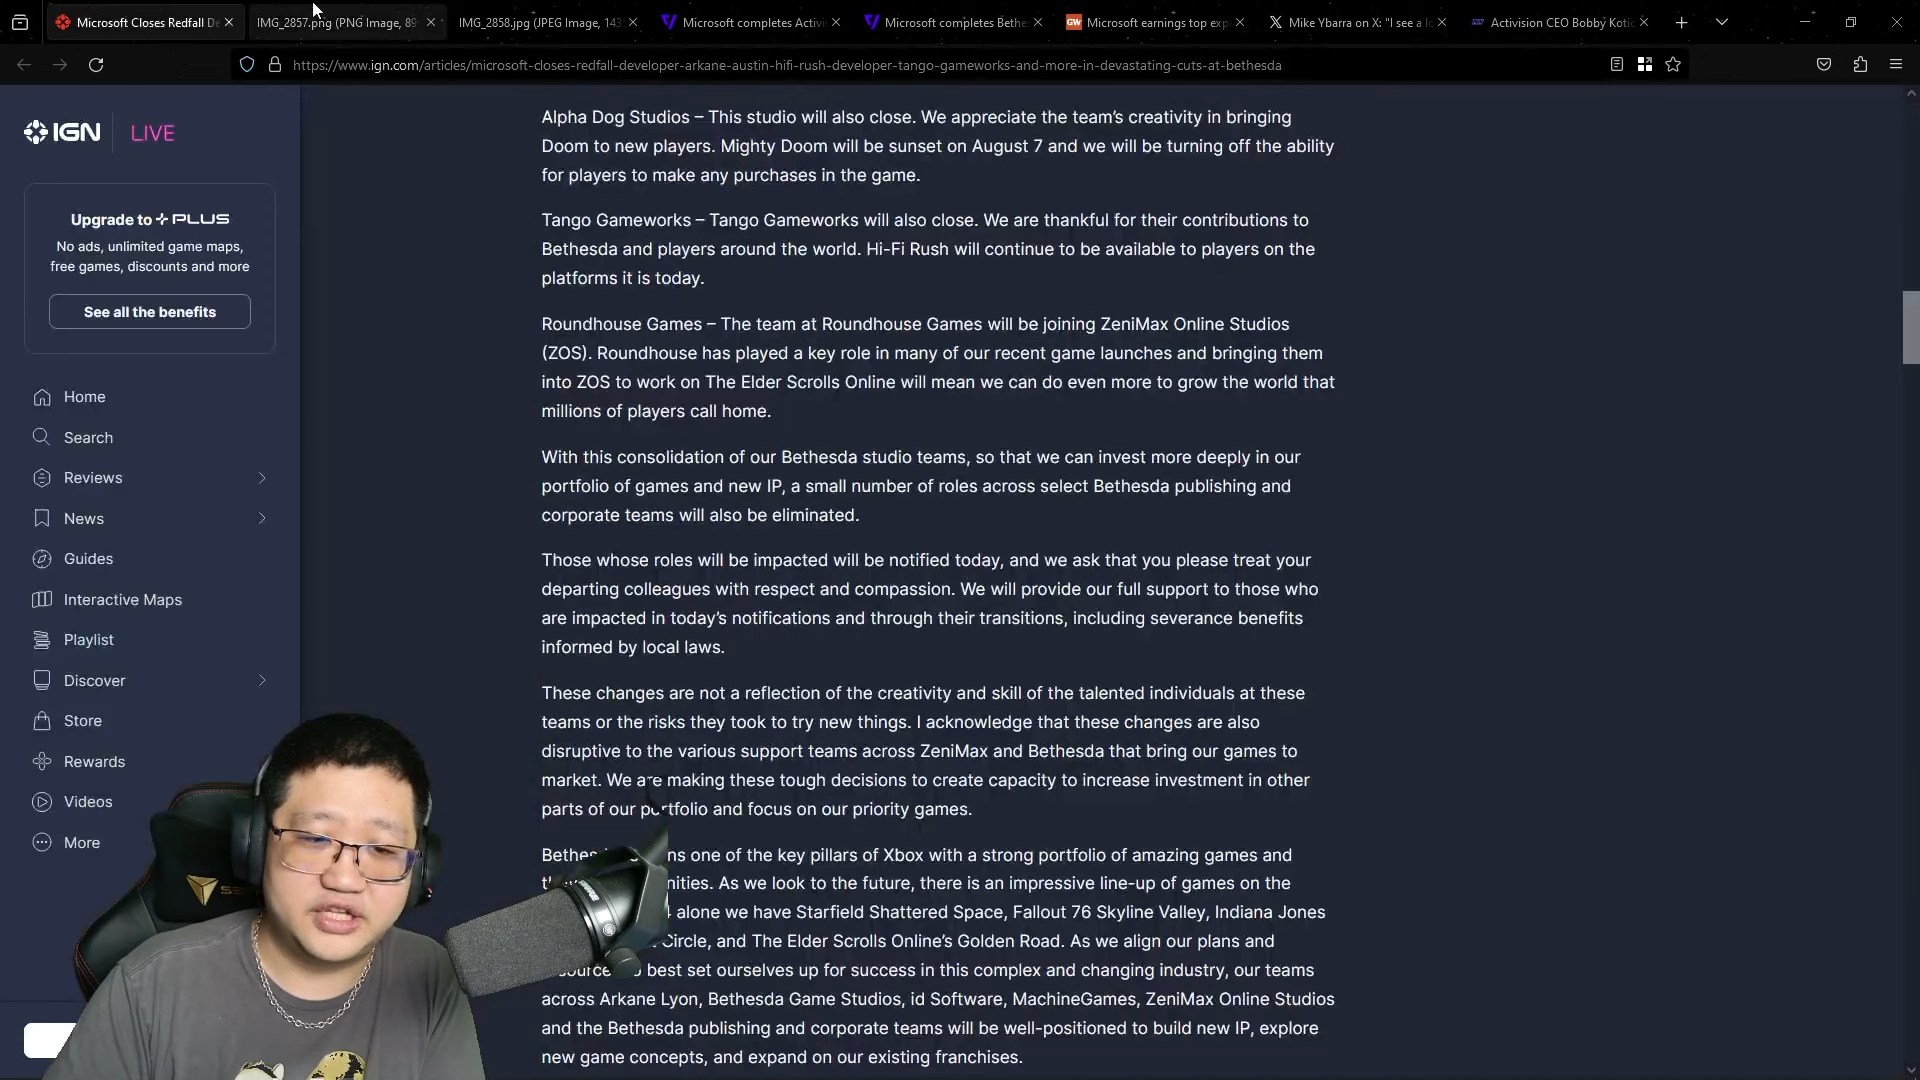 Microsoft Closes Redfall De
IMG_2857.png (PNG Image, 89
IMG_2858.jpg (JPEG Image, 143
Microsoft completes Activi
Microsoft completes Bethe
GW
Microsoft earnings top exp
Mike Ybarra on X: "I see a lo
Activision CEO Bobby Kotic
https://www.ign.com/articles/microsoft-closes-redfall-developer-arkane-austin-hifi-rush-developer-tango-gameworks-and-more-in-devastating-cuts-at-bethesda
IGN
LIVE
Upgrade to PLUS
No ads, unlimited game maps,
free games, discounts and more
See all the benefits
Home
Search
Reviews
News
Guides
Interactive Maps
Playlist
Discover
Store
Rewards
Videos
More
Alpha Dog Studios – This studio will also close. We appreciate the team’s creativity in bringing
Doom to new players. Mighty Doom will be sunset on August 7 and we will be turning off the ability
for players to make any purchases in the game.
Tango Gameworks – Tango Gameworks will also close. We are thankful for their contributions to
Bethesda and players around the world. Hi-Fi Rush will continue to be available to players on the
platforms it is today.
Roundhouse Games – The team at Roundhouse Games will be joining ZeniMax Online Studios
(ZOS). Roundhouse has played a key role in many of our recent game launches and bringing them
into ZOS to work on The Elder Scrolls Online will mean we can do even more to grow the world that
millions of players call home.
With this consolidation of our Bethesda studio teams, so that we can invest more deeply in our
portfolio of games and new IP, a small number of roles across select Bethesda publishing and
corporate teams will also be eliminated.
Those whose roles will be impacted will be notified today, and we ask that you please treat your
departing colleagues with respect and compassion. We will provide our full support to those who
are impacted in today’s notifications and through their transitions, including severance benefits
informed by local laws.
These changes are not a reflection of the creativity and skill of the talented individuals at these
teams or the risks they took to try new things. I acknowledge that these changes are also
disruptive to the various support teams across ZeniMax and Bethesda that bring our games to
market. We are making these tough decisions to create capacity to increase investment in other
parts of our portfolio and focus on our priority games.
Bethes ns one of the key pillars of Xbox with a strong portfolio of amazing games and
nities. As we look to the future, there is an impressive line-up of games on the
alone we have Starfield Shattered Space, Fallout 76 Skyline Valley, Indiana Jones
Circle, and The Elder Scrolls Online’s Golden Road. As we align our plans and
best set ourselves up for success in this complex and changing industry, our teams
across Arkane Lyon, Bethesda Game Studios, id Software, MachineGames, ZeniMax Online Studios
and the Bethesda publishing and corporate teams will be well-positioned to build new IP, explore
new game concepts, and expand on our existing franchises.